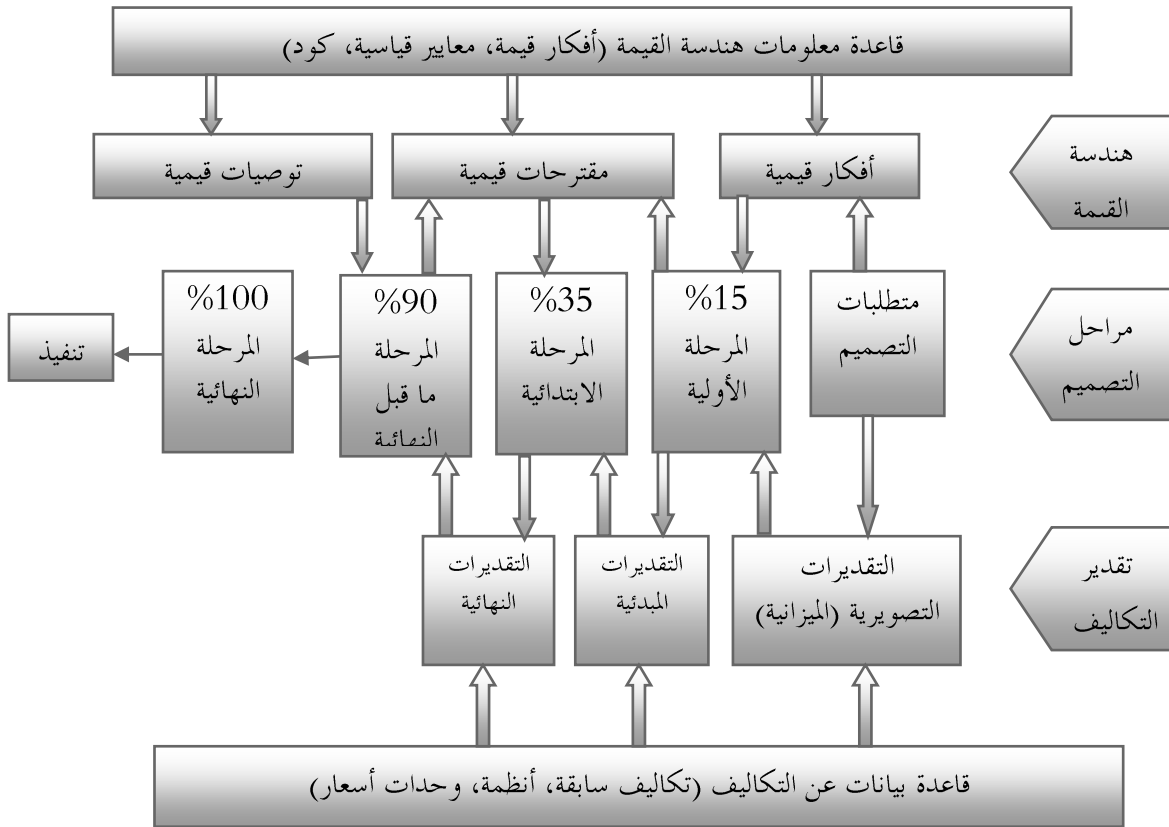 قاعدة معلومات هندسة القيمة (أفكار قيمة، معايير قياسية، كود)
هندسة
القيمة
أفكار قيمية
مقترحات قيمية
توصيات قيمية
مراحل
التصميم
متطلبات
التصميم
%15
المرحلة
الأولية
%35
المرحلة
الابتدائية
%90
المرحلة
ما قبل
النهائية
%100
المرحلة
النهائية
تنفيذ
تقدير
التكاليف
التقديرات
التصويرية (الميزانية)
التقديرات
المبدئية
التقديرات
النهائية
قاعدة بيانات عن التكاليف (تكاليف سابقة، أنظمة، وحدات أسعار)